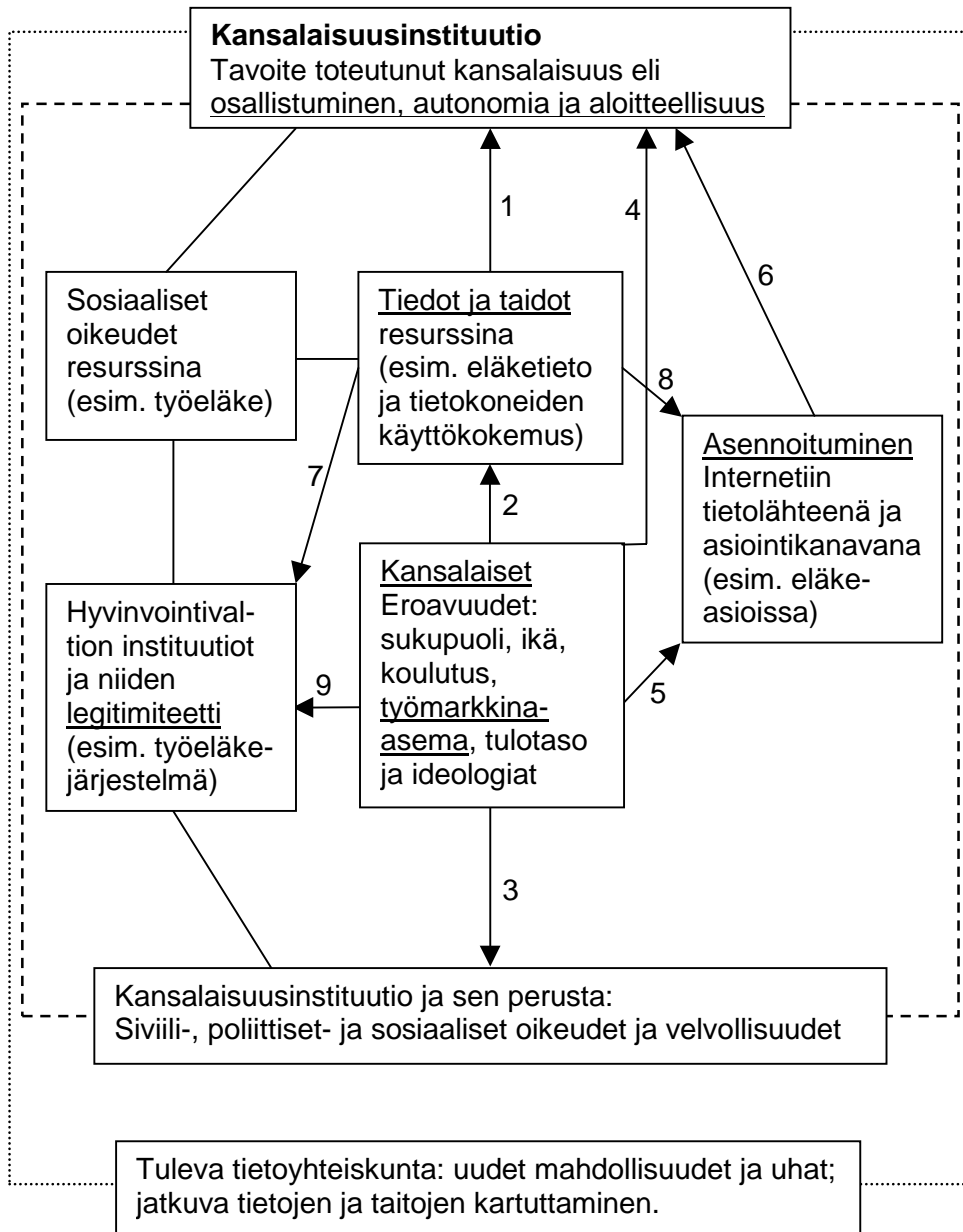 Kansalaisuusinstituutio
Tavoite toteutunut kansalaisuus eli
osallistuminen, autonomia ja aloitteellisuus
1
4
6
Sosiaaliset
oikeudet
resurssina
(esim. työeläke)
Tiedot ja taidot
resurssina
(esim. eläketieto
ja tietokoneiden
käyttökokemus)
8
Asennoituminen
Internetiin
tietolähteenä ja
asiointikanavana
(esim. eläke-
asioissa)
7
2
Hyvinvointival-
tion instituutiot
ja niiden
legitimiteetti
(esim. työeläke-
järjestelmä)
9
Kansalaiset
Eroavuudet:
sukupuoli, ikä,
koulutus,
työmarkkina-
asema, tulotaso
ja ideologiat
5
3
Kansalaisuusinstituutio ja sen perusta:
Siviili-, poliittiset- ja sosiaaliset oikeudet ja velvollisuudet
Tuleva tietoyhteiskunta: uudet mahdollisuudet ja uhat;
jatkuva tietojen ja taitojen kartuttaminen.